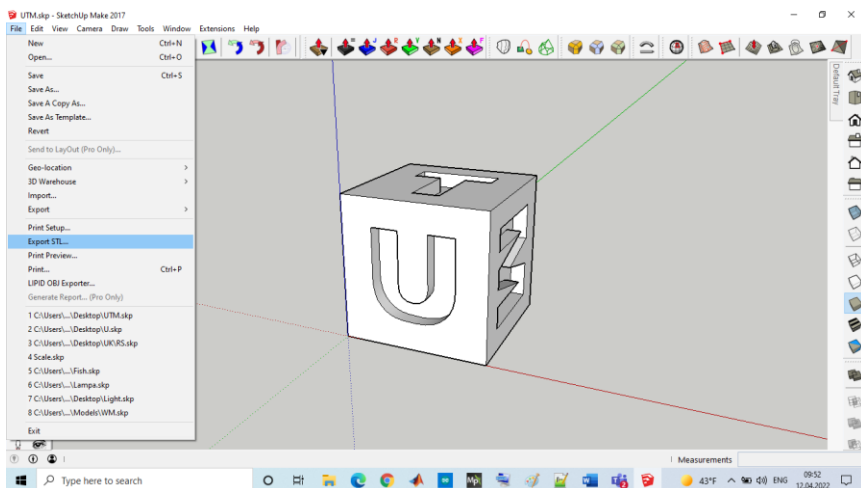 UTM.skp - SketchUp Make 2017
File Edit View Camera Draw Tools Window Extensions Help
New Ctrl+N
Open... Ctrl+O
Save Ctrl+S
Save As...
Save A Copy As...
Save As Template...
Revert
Send to LayOut (Pro Only)...
Geo-location
3D Warehouse
Import...
Export
Print Setup...
Export STL...
Print Preview...
Print... Ctrl+P
LIPID OBJ Exporter...
Generate Report... (Pro Only)
1 C:\Users\...\Desktop\UTM.skp
2 C:\Users\...\Desktop\U.skp
3 C:\Users\...\Desktop\UK\RS.skp
4 Scale.skp
5 C:\Users\...\Fish.skp
6 C:\Users\...\Lampa.skp
7 C:\Users\...\Desktop\Light.skp
8 C:\Users\...\Models\WM.skp
Exit
Default Tray
T
U
M
Measurements
Type here to search
43°F
ENG
09:52
12.04.2022